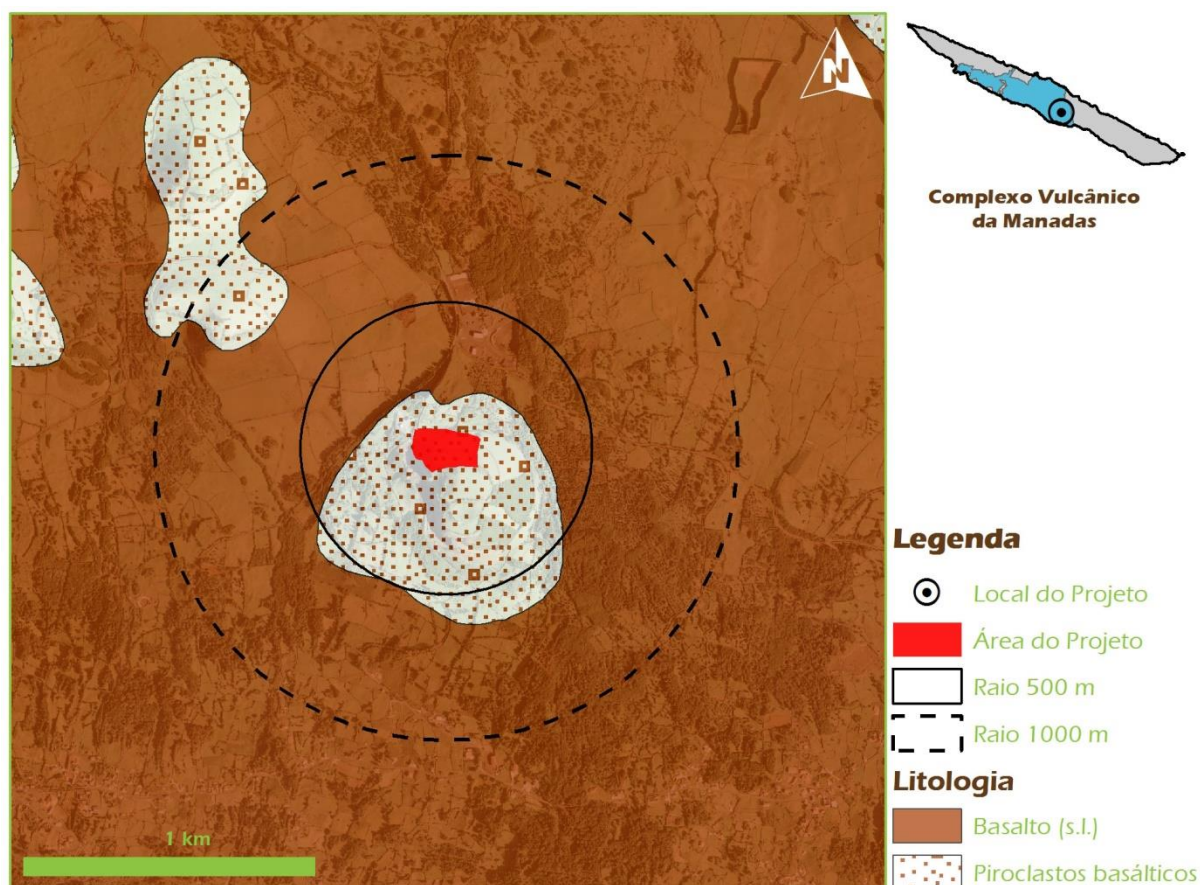 N
Complexo Vulcânico
da Manadas
Legenda
Local do Projeto
Área do Projeto
Raio 500 m
Raio 1000 m
Litologia
Basalto (s.l.)
Piroclastos basálticos
1 km